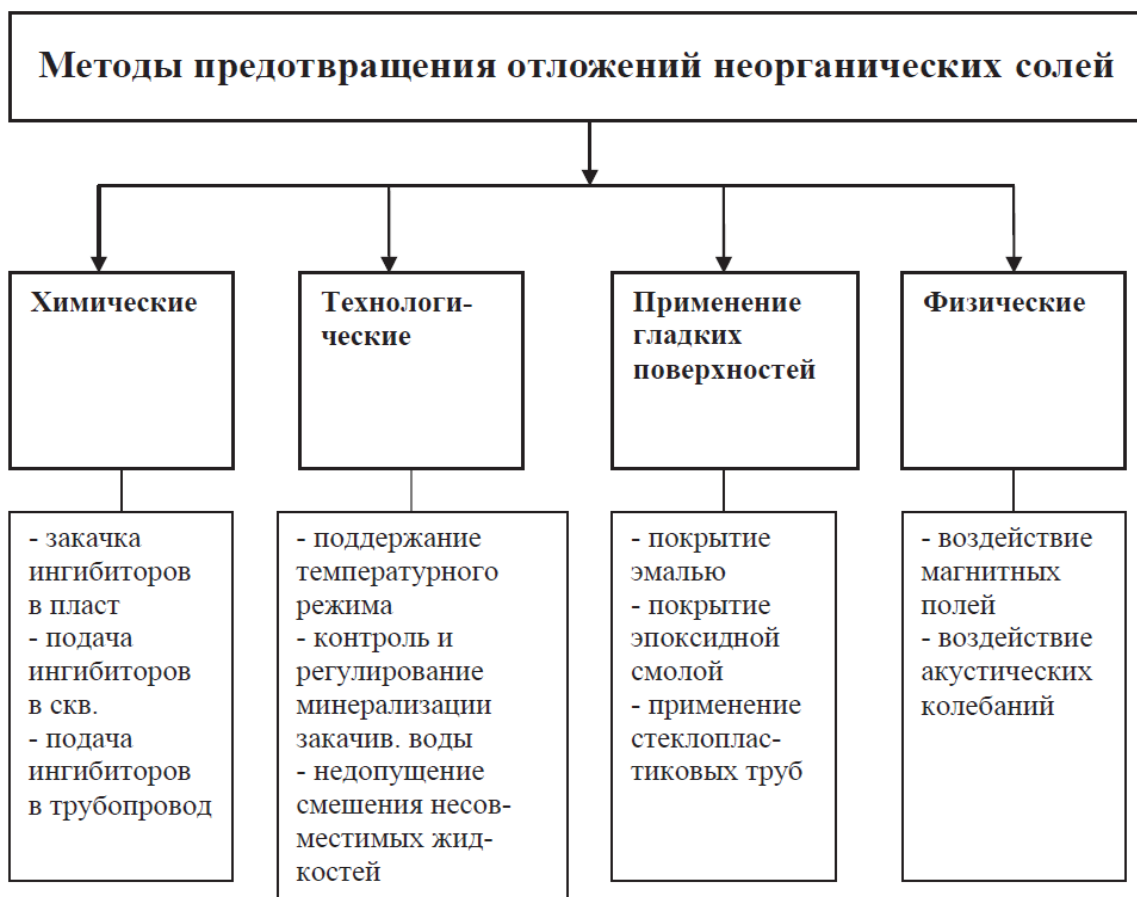 Методы предотвращения отложений неорганических солей
Химические
Технологи-
ческие
Применение
гладких
поверхностей
Физические
- закачка
ингибиторов
в пласт
- подача
ингибиторов
в скв.
- подача
ингибиторов
в трубопровод
- поддержание
температурного
режима
- контроль и
регулирование
минерализации
закачив. воды
- недопущение
смешения несов-
местимых жид-
костей
- покрытие
эмалью
- покрытие
эпоксидной
смолой
- применение
стеклоплас-
тиковых труб
- воздействие
магнитных
полей
- воздействие
акустических
колебаний